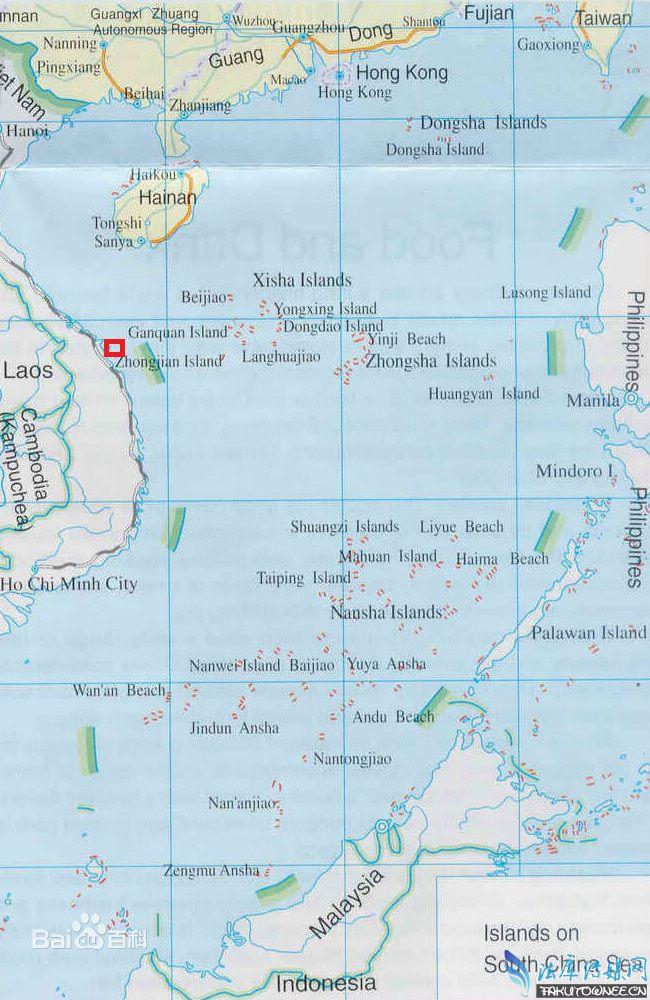 Fujian
Taiwan
Guangxi Zhuang
Autonomous Region
Wuzhou
Guangzhou
Shantou
Dong
Guang
Nanning
Gaoxiong
Pingxiang
Macao
Hong Kong
Hong Kong
Beihai
Zhanjiang
Viet Nam
Hanoi
Dongsha Islands
Dongsha Island
Haikou
Hainan
Tongshi
Sanya
Food and Drink
Xisha Islands
Beijiao
Lusong Island
Yongxing Island
Ganquan Island
Dongdao Island
Yinji Beach
Zhongjian Island
Langhuajiao
Zhongsha Islands
Philippines
Laos
Huangyan Island
Manila
Cambodia
(Kampuchea)
Mindoro I.
Philippines
Shuangzi Islands
Liyue Beach
Mahuan Island
Haima Beach
Taiping Island
Ho Chi Minh City
Nansha Islands
Palawan Island
Nanwei Island
Baijiao
Yuya Ansha
Wan'an Beach
Andu Beach
Jindun Ansha
Nantongjiao
Nan'anjiao
Zengmu Ansha
Malaysia
Indonesia
Islands on
South China Sea
Bai百科
TAKUTOWNEE.CN